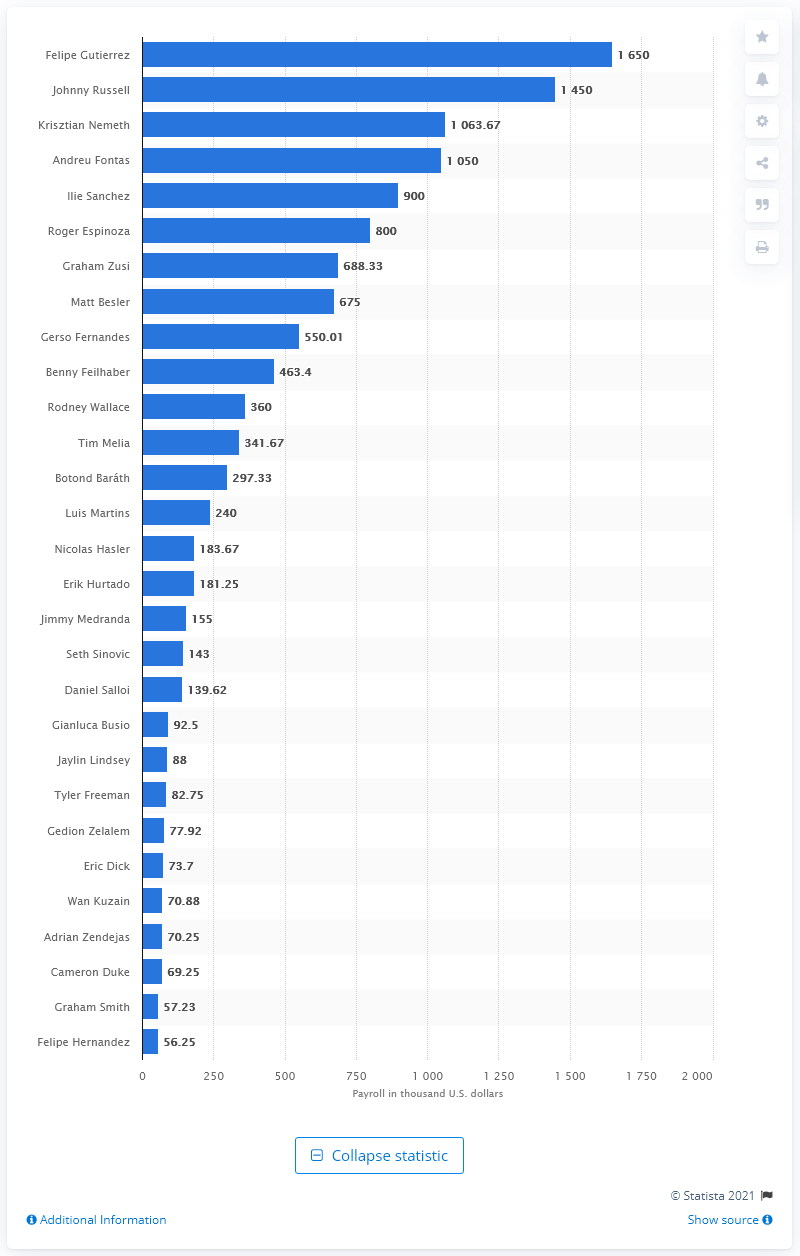 Felipe Gutierrez 1 650
Johnny Russell 1 450
Krisztian Nemeth 1 063.67
Andreu Fontas 1 050
Ilie Sanchez 900
Roger Espinoza 800
Graham Zusi 688.33
Matt Besler 675
Gerso Fernandes 550.01
Benny Feilhaber 463.4
Rodney Wallace 360
Tim Melia 341.67
Botond Baráth 297.33
Luis Martins 240
Nicolas Hasler 183.67
Erik Hurtado 181.25
Jimmy Medranda 155
Seth Sinovic 143
Daniel Salloi 139.62
Gianluca Busio 92.5
Jaylin Lindsey 88
Tyler Freeman 82.75
Gedion Zelalem 77.92
Eric Dick 73.7
Wan Kuzain 70.88
Adrian Zendejas 70.25
Cameron Duke 69.25
Graham Smith 57.23
Felipe Hernandez 56.25
0 250 500 750 1 000 1 250 1 500 1 750 2 000
Payroll in thousand U.S. dollars
Collapse statistic
© Statista 2021
Additional Information Show source